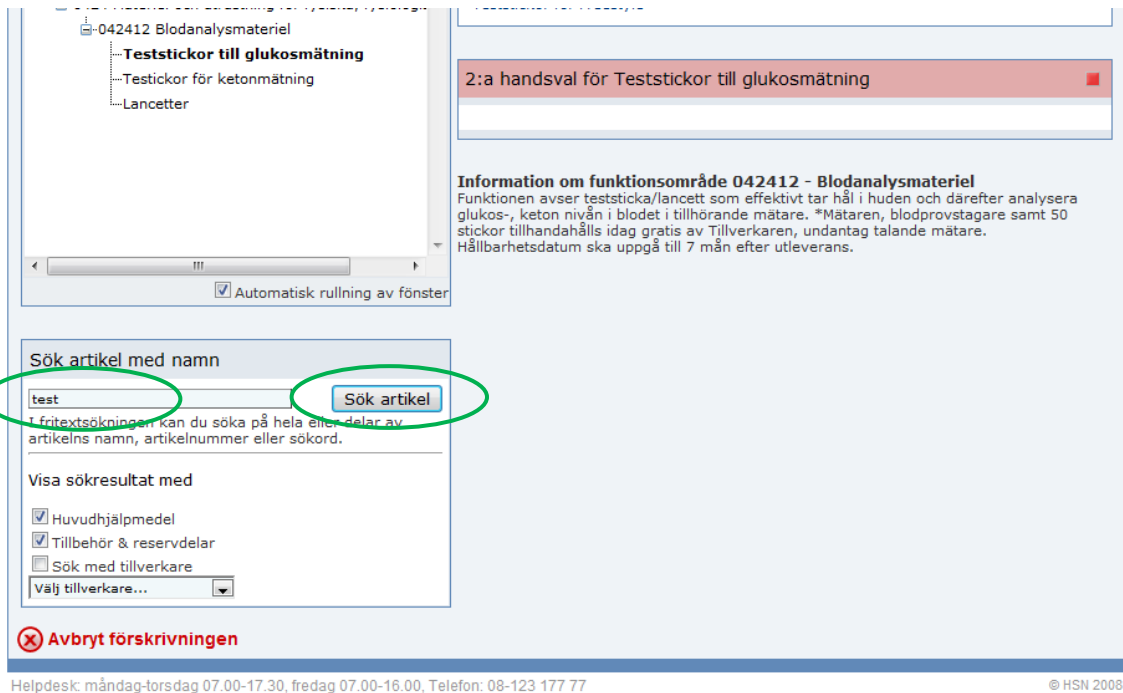 042412 Blodanalysmateriel
Teststickor till glukosmätning
Testickor för ketonmätning
Lancetter
Automatisk rullning av fönster
2:a handsval för Teststickor till glukosmätning
Information om funktionsområde 042412 - Blodanalysmateriel
Funktionen avser teststicka/lancett som effektivt tar hål i huden och därefter analysera
glukos-, keton nivån i blodet i tillhörande mätare. *Mätaren, blodprovstagare samt 50
stickor tillhandahålls idag gratis av Tillverkaren, undantag talande mätare.
Hållbarhetsdatum ska uppgå till 7 mån efter utleverans.
Sök artikel med namn
test
Sök artikel
I fritextsökningen kan du söka på hela eller delar av
artikelns namn, artikelnummer eller sökord.
Visa sökresultat med
Huvudhjälpmedel
Tillbehör & reservdelar
Sök med tillverkare
Välj tillverkare...
Avbryt förskrivningen
Helpdesk: måndag-torsdag 07.00-17.30, fredag 07.00-16.00, Telefon: 08-123 177 77
© HSN 2008